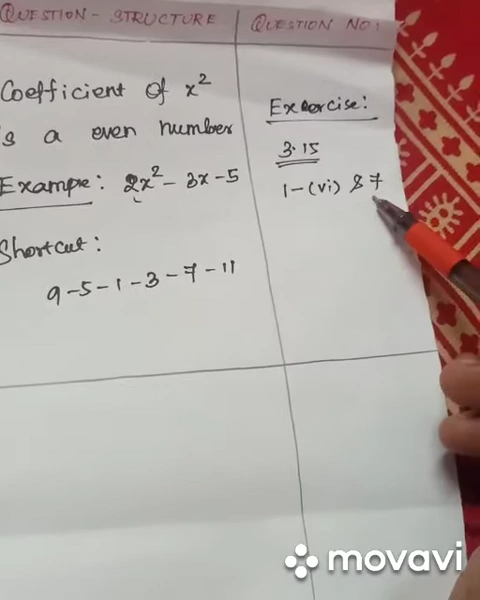 QUESTION - STRUCTURE
QUESTION NO:
Coefficient of x²
is a even number
Exampe: 2x² - 3x - 5
Shortcut:
9 - 5 - 1 - 3 - 7 - 11
Exercise:
3.15
1 - (vi) & 7
movavi